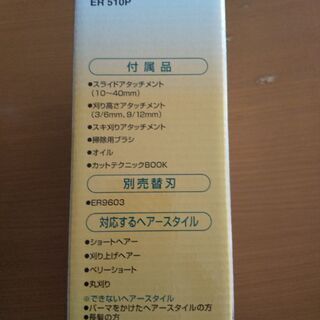 ER 510P
付属品
●スライドアタッチメント
(10〜40mm)
●刈り高さアタッチメント
(3/6mm, 9/12mm)
●スキ刈りアタッチメント
●掃除用ブラシ
●オイル
●カットテクニックBOOK
別売替刃
●ER9603
対応するヘアースタイル
●ショートヘアー
●刈り上げヘアー
●ベリーショート
●丸刈り
※できないヘアースタイル
●パーマをかけたヘアースタイルの方
●長髪の方